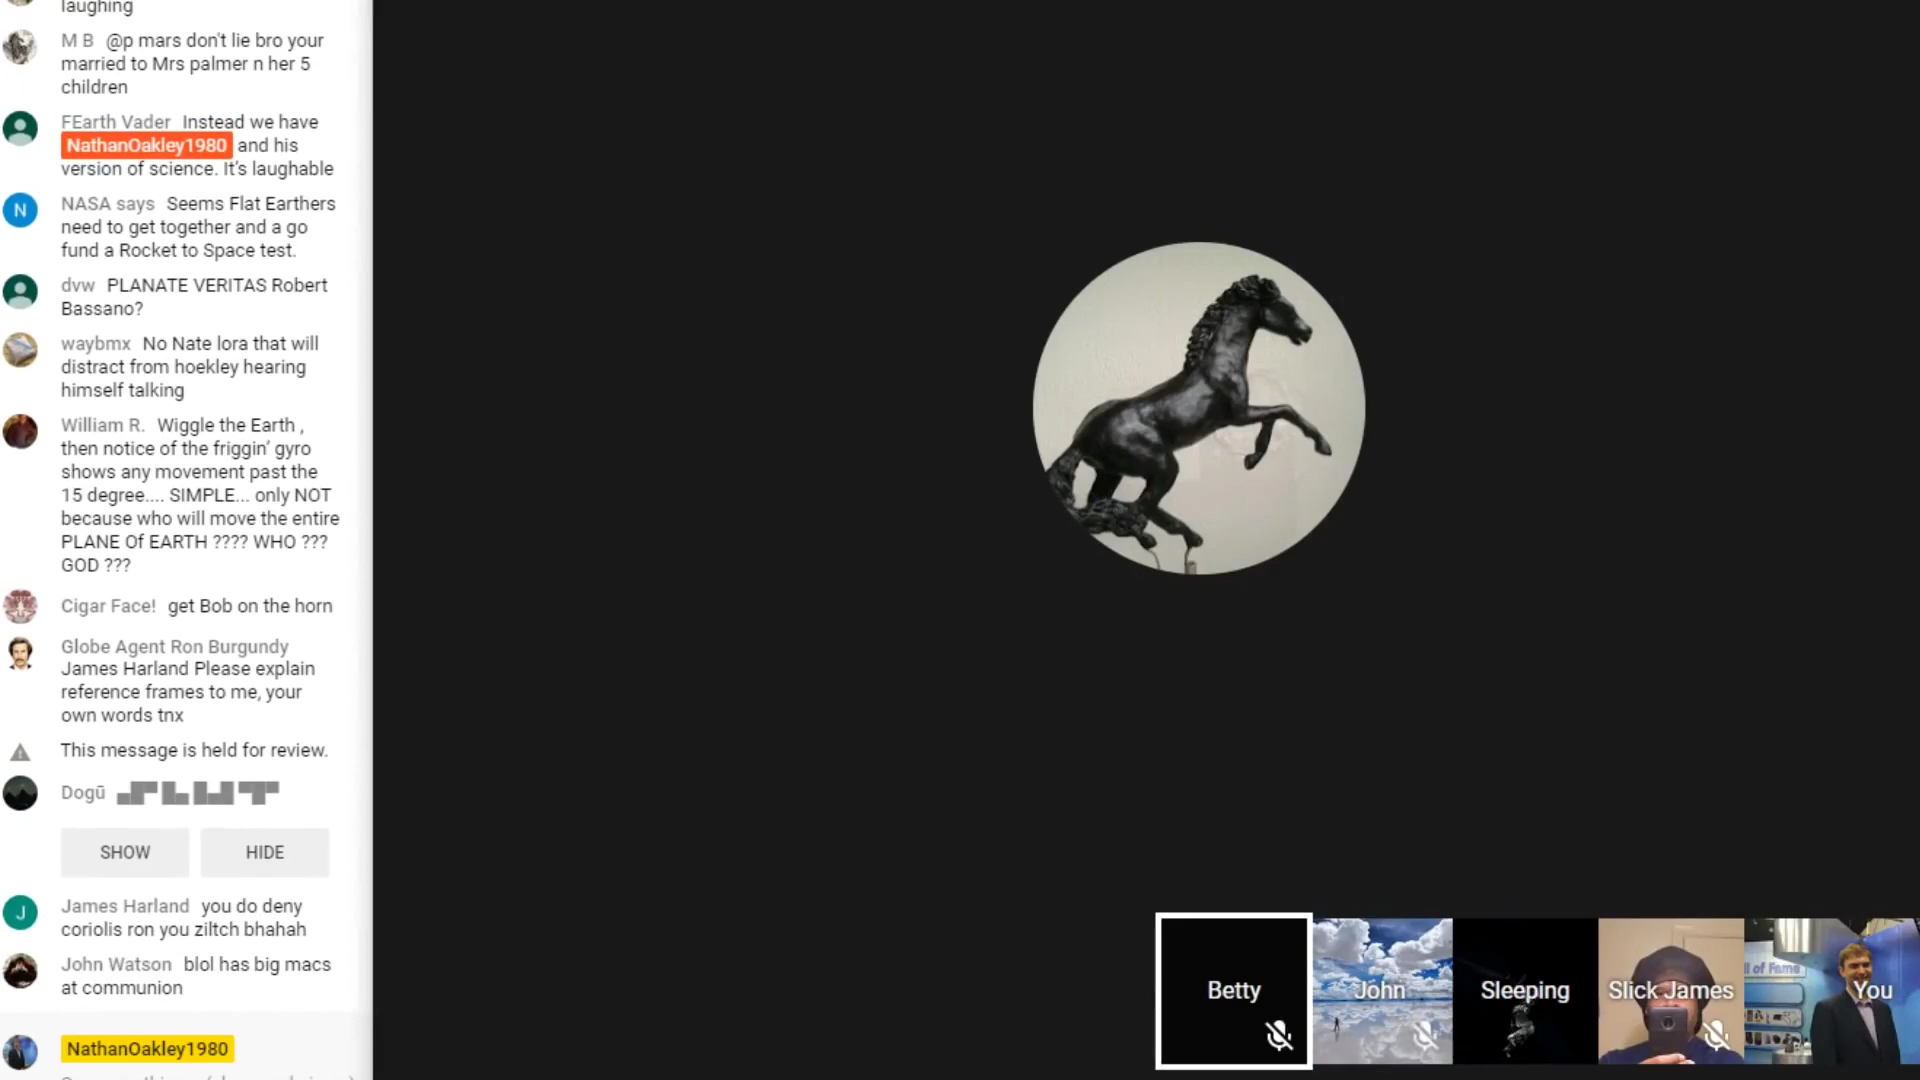 laughing
M B @p mars don't lie bro your
married to Mrs palmer n her 5
children
FEarth Vader Instead we have
NathanOakley1980 and his
version of science. It's laughable
N
NASA says Seems Flat Earthers
need to get together and a go
fund a Rocket to Space test.
dvw PLANATE VERITAS Robert
Bassano?
waybmx No Nate lora that will
distract from hoekley hearing
himself talking
William R. Wiggle the Earth ,
then notice of the friggin' gyro
shows any movement past the
15 degree.... SIMPLE... only NOT
because who will move the entire
PLANE Of EARTH ???? WHO ???
GOD ???
Cigar Face! get Bob on the horn
Globe Agent Ron Burgundy
James Harland Please explain
reference frames to me, your
own words tnx
This message is held for review.
Dogū
SHOW HIDE
J
James Harland you do deny
coriolis ron you ziltch bhahah
John Watson blol has big macs
at communion
NathanOakley1980
Betty
John
Sleeping
Slick James
You
of Fame